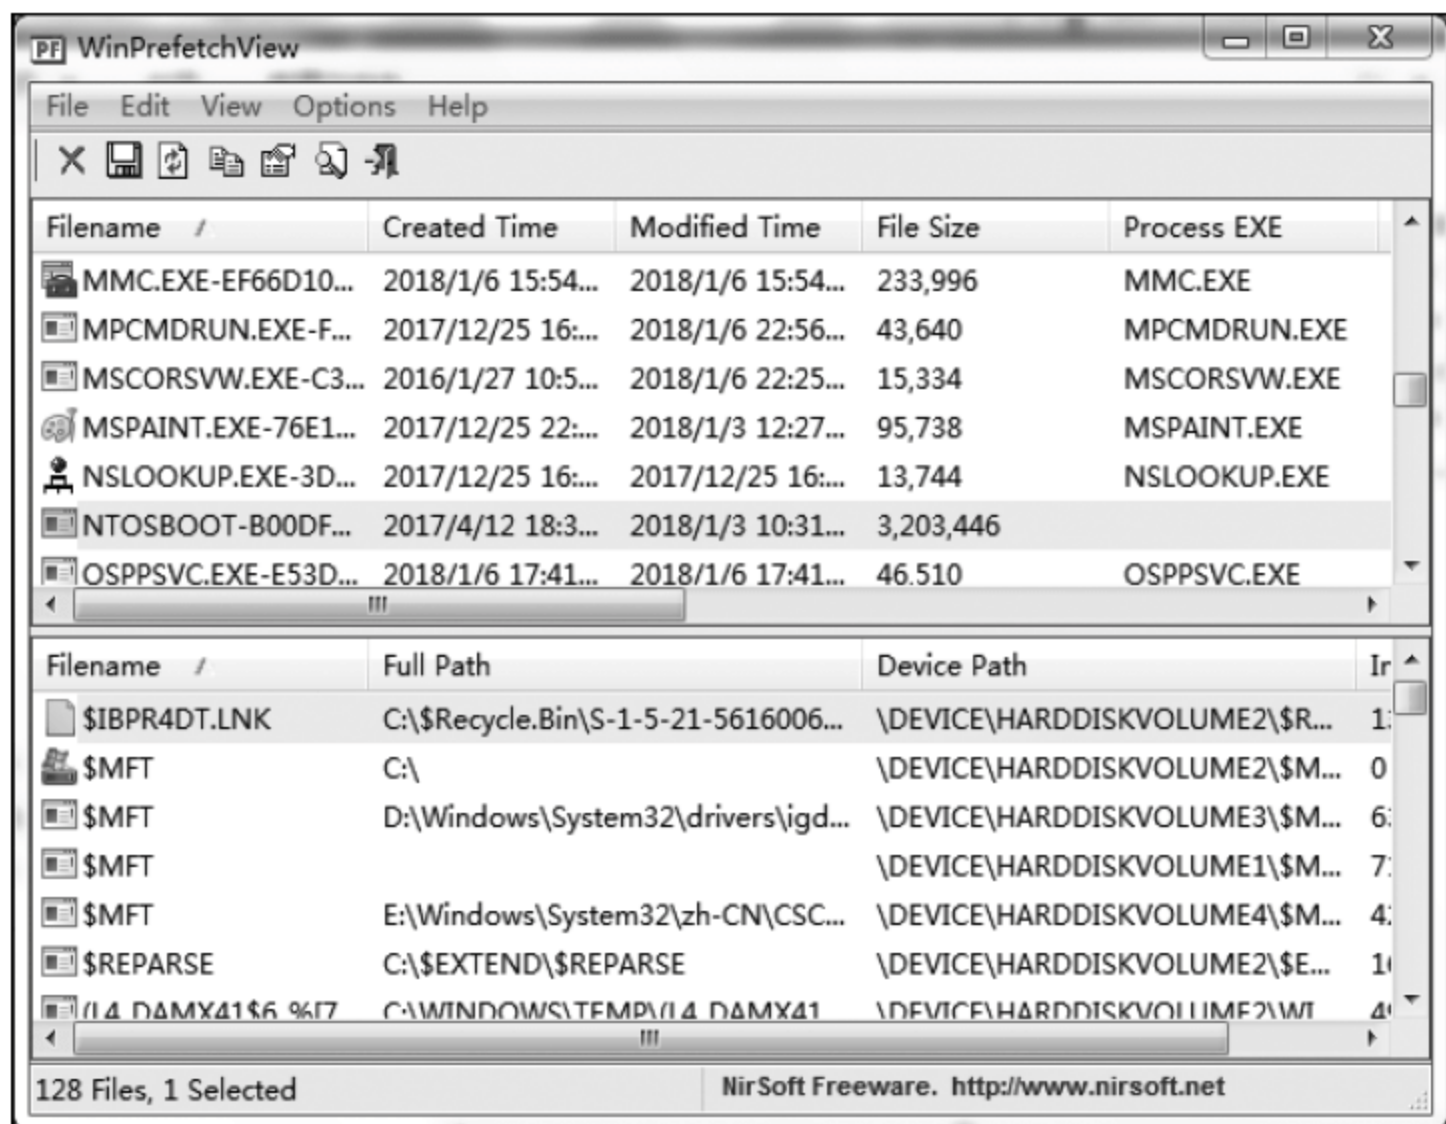 PF WinPrefetchView
File Edit View Options Help
Filename / Created Time Modified Time File Size Process EXE
MMC.EXE-EF66D10... 2018/1/6 15:54... 2018/1/6 15:54... 233,996 MMC.EXE
MPCMDRUN.EXE-F... 2017/12/25 16:... 2018/1/6 22:56... 43,640 MPCMDRUN.EXE
MSCORSVW.EXE-C3... 2016/1/27 10:5... 2018/1/6 22:25... 15,334 MSCORSVW.EXE
MSPAINT.EXE-76E1... 2017/12/25 22:... 2018/1/3 12:27... 95,738 MSPAINT.EXE
NSLOOKUP.EXE-3D... 2017/12/25 16:... 2017/12/25 16:... 13,744 NSLOOKUP.EXE
NTOSBOOT-B00DF... 2017/4/12 18:3... 2018/1/3 10:31... 3,203,446
OSPPSVC.EXE-E53D... 2018/1/6 17:41... 2018/1/6 17:41... 46,510 OSPPSVC.EXE
Filename / Full Path Device Path
$IBPR4DT.LNK C:\$Recycle.Bin\S-1-5-21-5616006... \DEVICE\HARDDISKVOLUME2\$R...
$MFT C:\ \DEVICE\HARDDISKVOLUME2\$M... 0
$MFT D:\Windows\System32\drivers\igd... \DEVICE\HARDDISKVOLUME3\$M...
$MFT \DEVICE\HARDDISKVOLUME1\$M...
$MFT E:\Windows\System32\zh-CN\CSC... \DEVICE\HARDDISKVOLUME4\$M...
$REPARSE C:\$EXTEND\$REPARSE \DEVICE\HARDDISKVOLUME2\$E...
C:\WINDOWS\TEMP\(L4_DAMX41 \DEVICE\HARDDISKVOLUME2\WI
128 Files, 1 Selected NirSoft Freeware. http://www.nirsoft.net